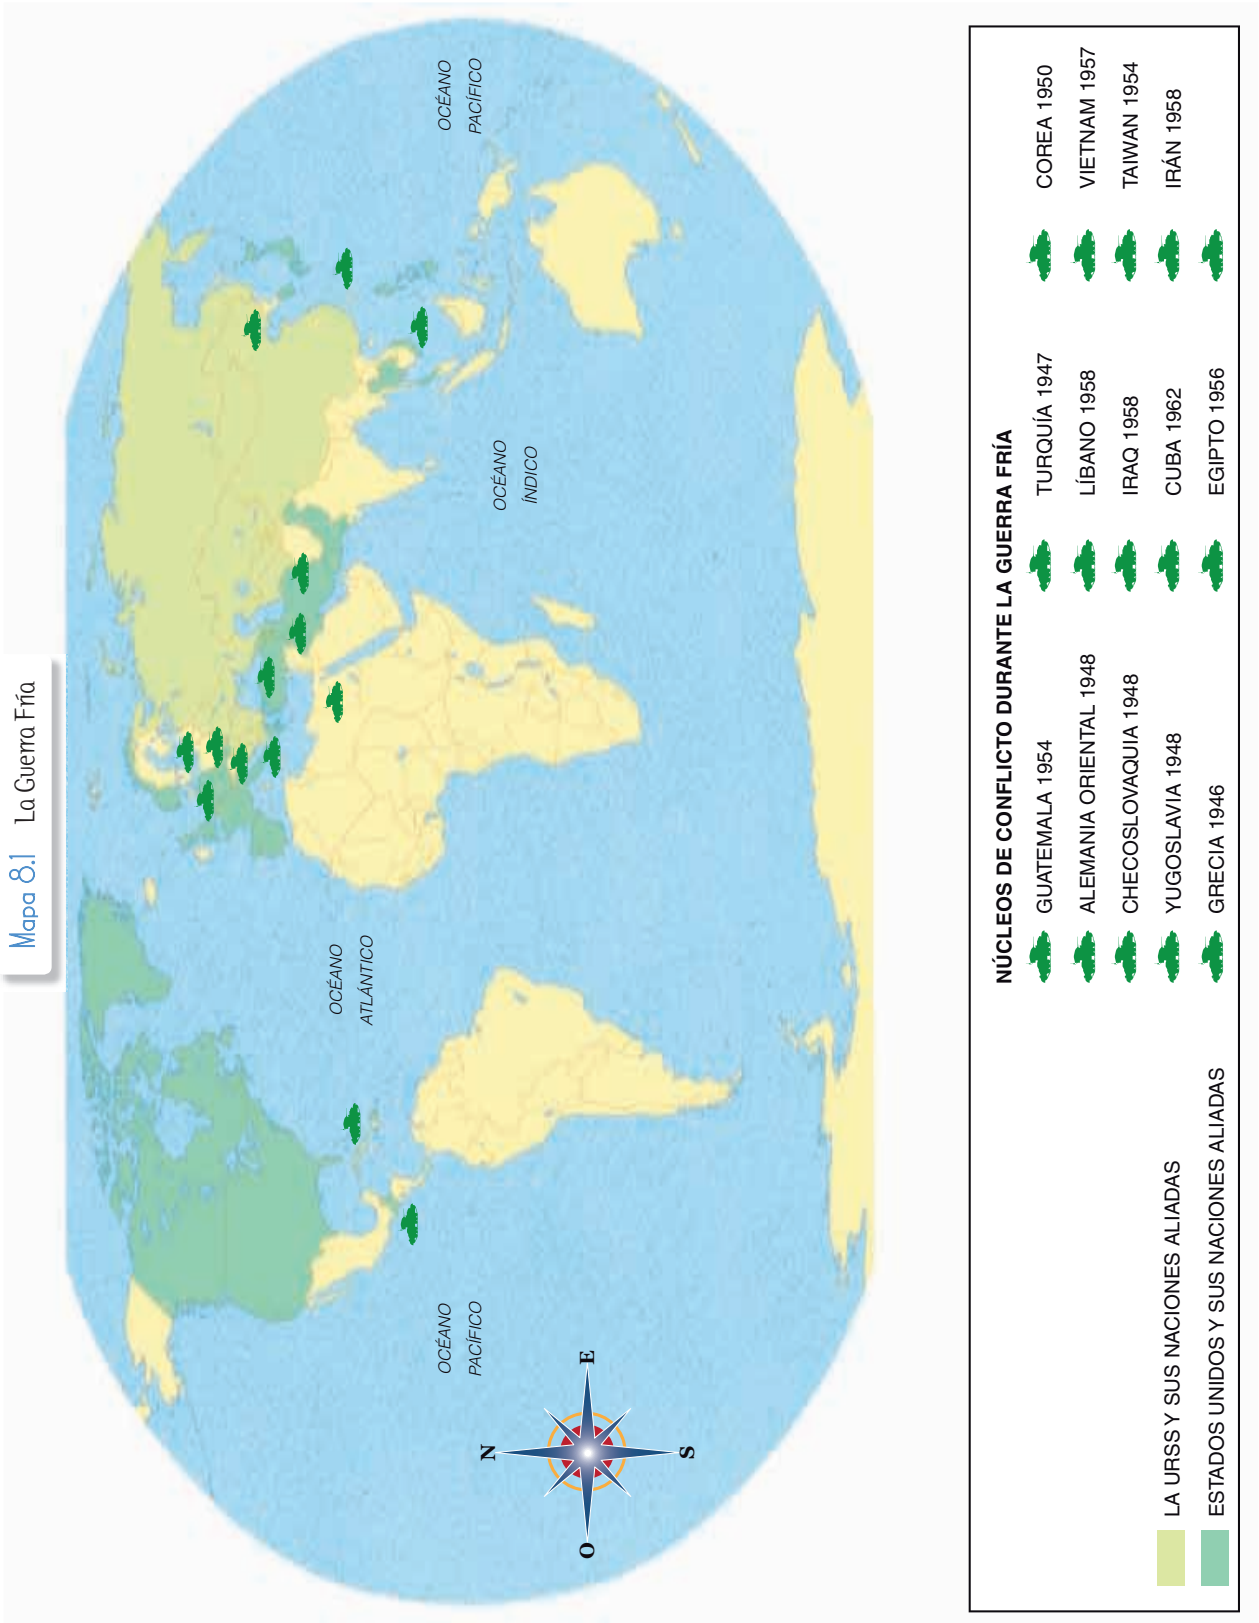 Mapa 8.1 La Guerra Fría
OCÉANO
PACÍFICO
OCÉANO
ATLÁNTICO
OCÉANO
ÍNDICO
OCÉANO
PACÍFICO
N
O
E
S
NÚCLEOS DE CONFLICTO DURANTE LA GUERRA FRÍA
LA URSS Y SUS NACIONES ALIADAS
ESTADOS UNIDOS Y SUS NACIONES ALIADAS
GUATEMALA 1954
ALEMANIA ORIENTAL 1948
CHECOSLOVAQUIA 1948
YUGOSLAVIA 1948
GRECIA 1946
TURQUÍA 1947
LÍBANO 1958
IRAQ 1958
CUBA 1962
EGIPTO 1956
COREA 1950
VIETNAM 1957
TAIWAN 1954
IRÁN 1958